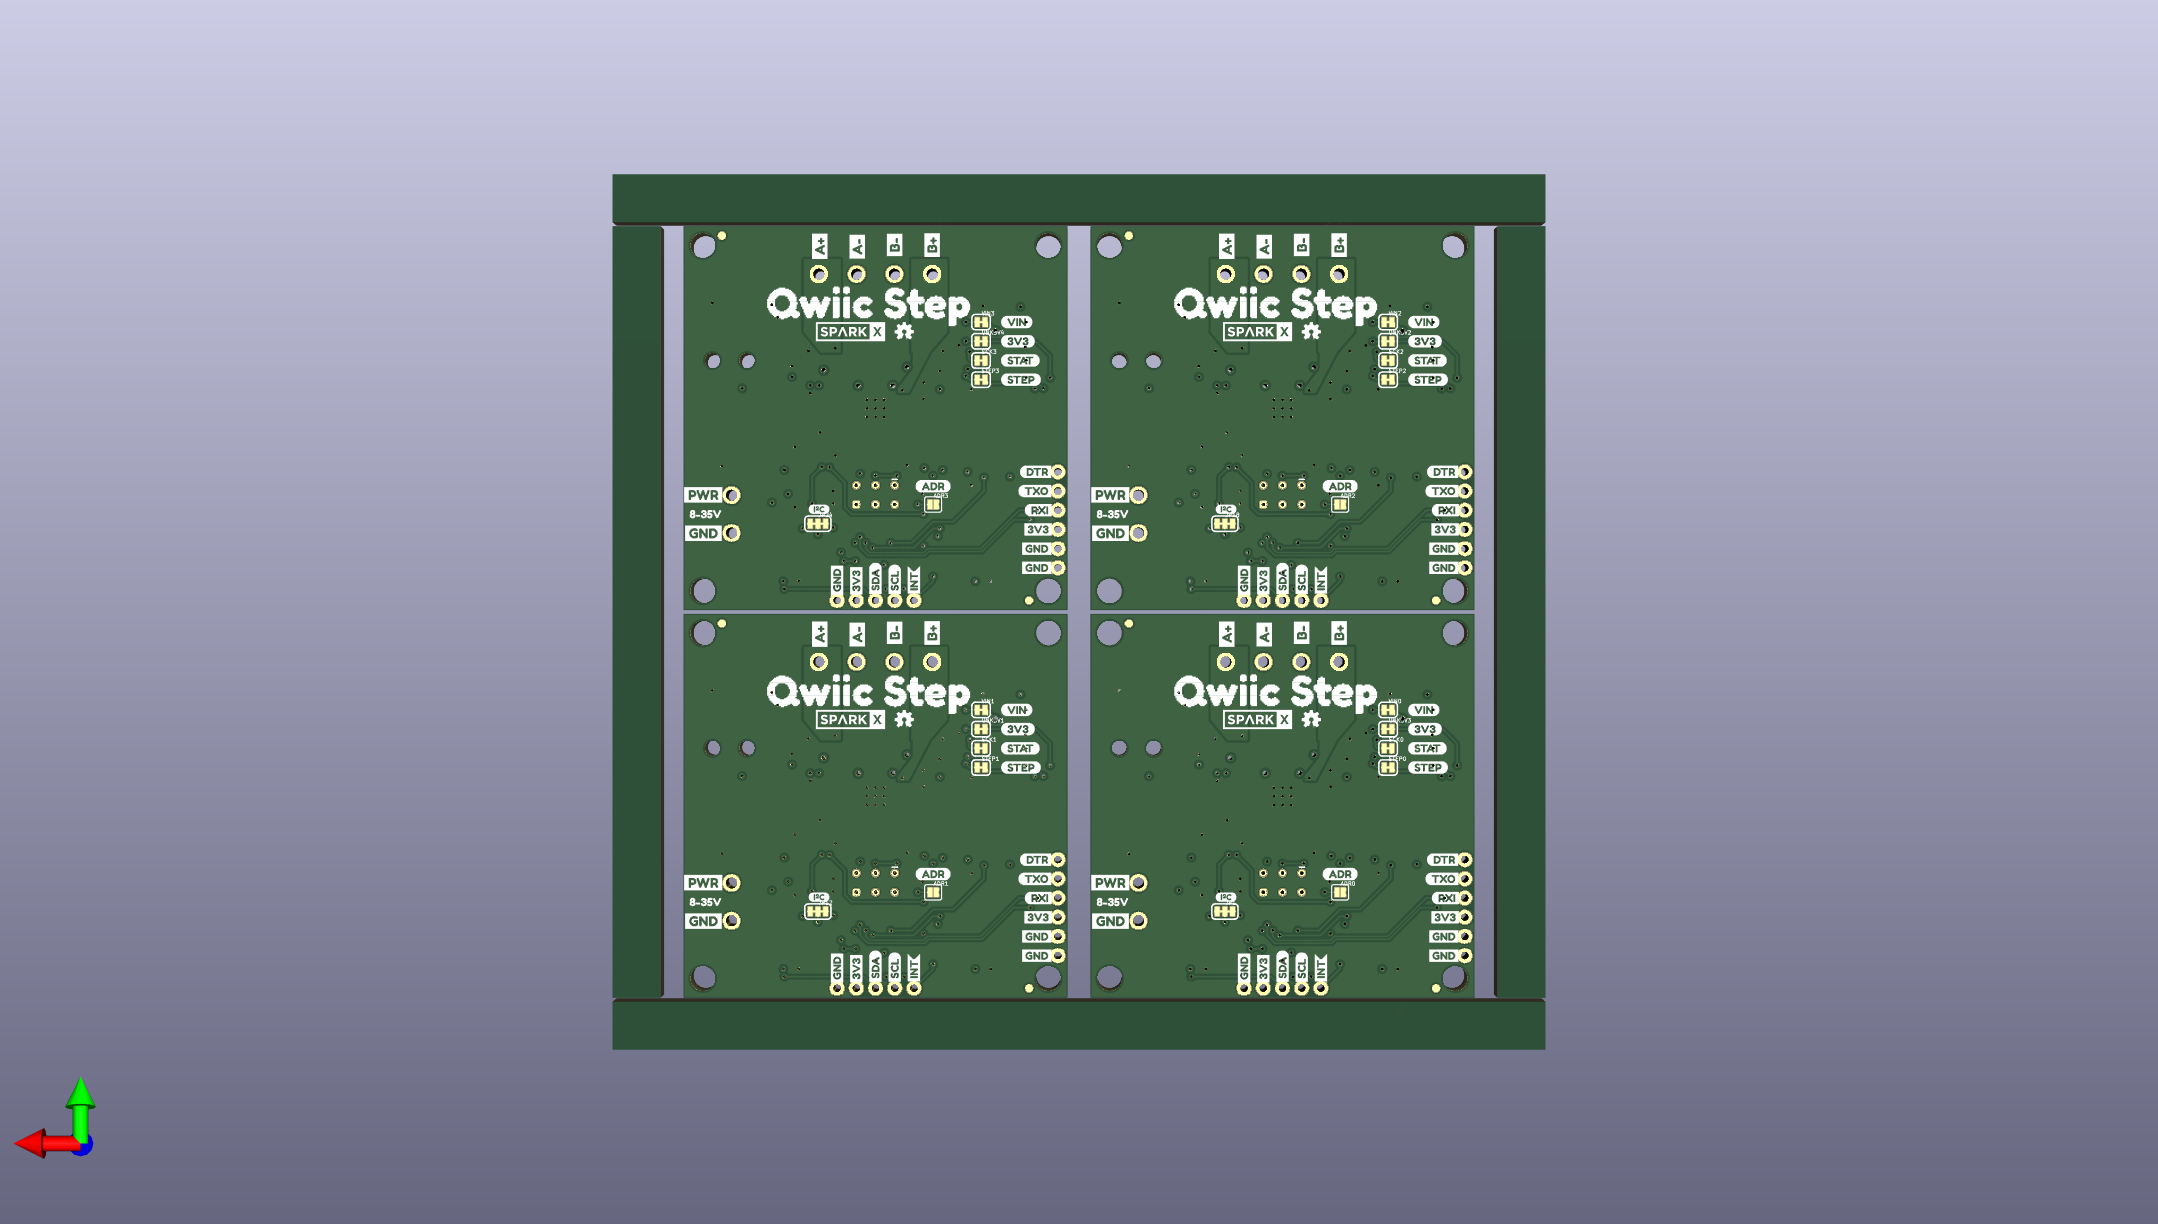 A+ A- B- B+
Qwiic Step
SPARK X
VIN
3V3
STAT
STEP
DTR
TXO
RXI
3V3
GND
GND
ADR
I²C
PWR
8-35V
GND
GND 3V3 SDA SCL INT
A+ A- B- B+
Qwiic Step
SPARK X
VIN
3V3
STAT
STEP
DTR
TXO
RXI
3V3
GND
GND
ADR
I²C
PWR
8-35V
GND
GND 3V3 SDA SCL INT
A+ A- B- B+
Qwiic Step
SPARK X
VIN
3V3
STAT
STEP
DTR
TXO
RXI
3V3
GND
GND
ADR
I²C
PWR
8-35V
GND
GND 3V3 SDA SCL INT
A+ A- B- B+
Qwiic Step
SPARK X
VIN
3V3
STAT
STEP
DTR
TXO
RXI
3V3
GND
GND
ADR
I²C
PWR
8-35V
GND
GND 3V3 SDA SCL INT